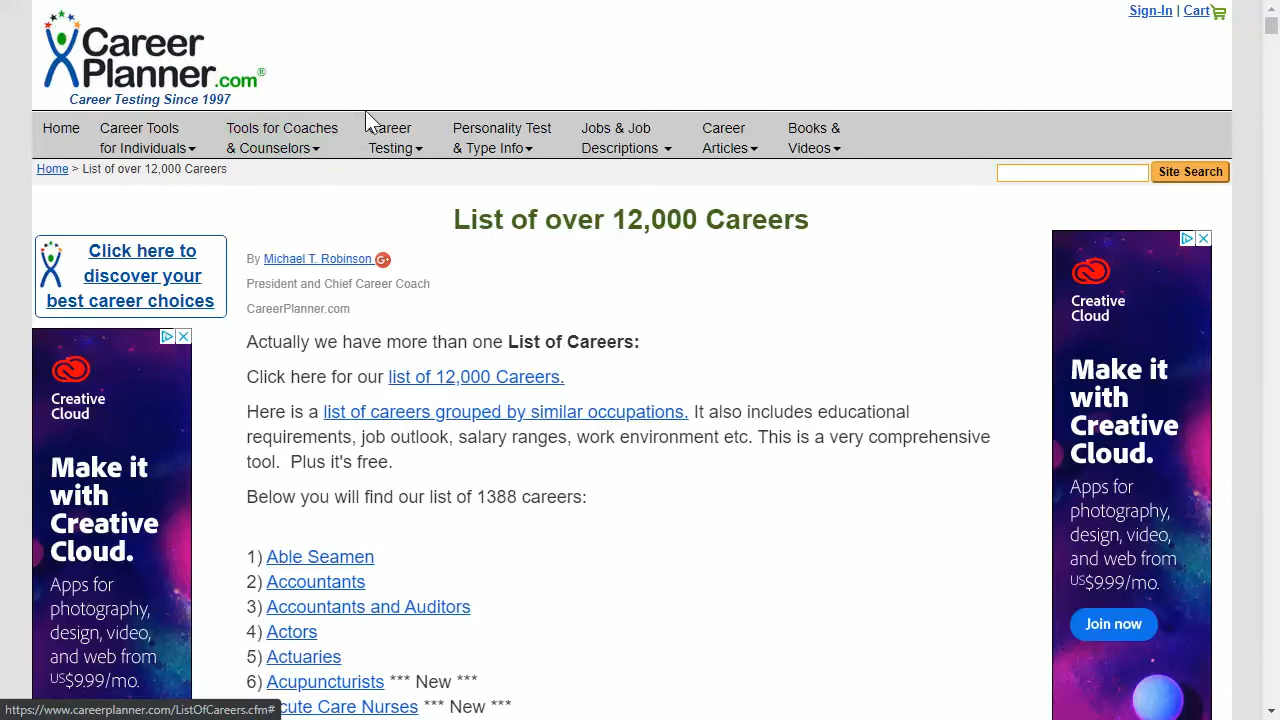 Sign-In | Cart
Career
Planner.com®
Career Testing Since 1997
Home
Career Tools
for Individuals
Tools for Coaches
& Counselors
Career
Testing
Personality Test
& Type Info
Jobs & Job
Descriptions
Career
Articles
Books &
Videos
Home > List of over 12,000 Careers
Site Search
List of over 12,000 Careers
Click here to
discover your
best career choices
By Michael T. Robinson G+
President and Chief Career Coach
CareerPlanner.com
Actually we have more than one List of Careers:
Click here for our list of 12,000 Careers.
Here is a list of careers grouped by similar occupations. It also includes educational
requirements, job outlook, salary ranges, work environment etc. This is a very comprehensive
tool. Plus it's free.
Below you will find our list of 1388 careers:
1) Able Seamen
2) Accountants
3) Accountants and Auditors
4) Actors
5) Actuaries
6) Acupuncturists *** New ***
cute Care Nurses *** New ***
Creative
Cloud
Make it
with
Creative
Cloud.
Apps for
photography,
design, video,
and web from
US$9.99/mo.
Creative
Cloud
Make it
with
Creative
Cloud.
Apps for
photography,
design, video,
and web from
US$9.99/mo.
Join now
https://www.careerplanner.com/ListOfCareers.cfm#